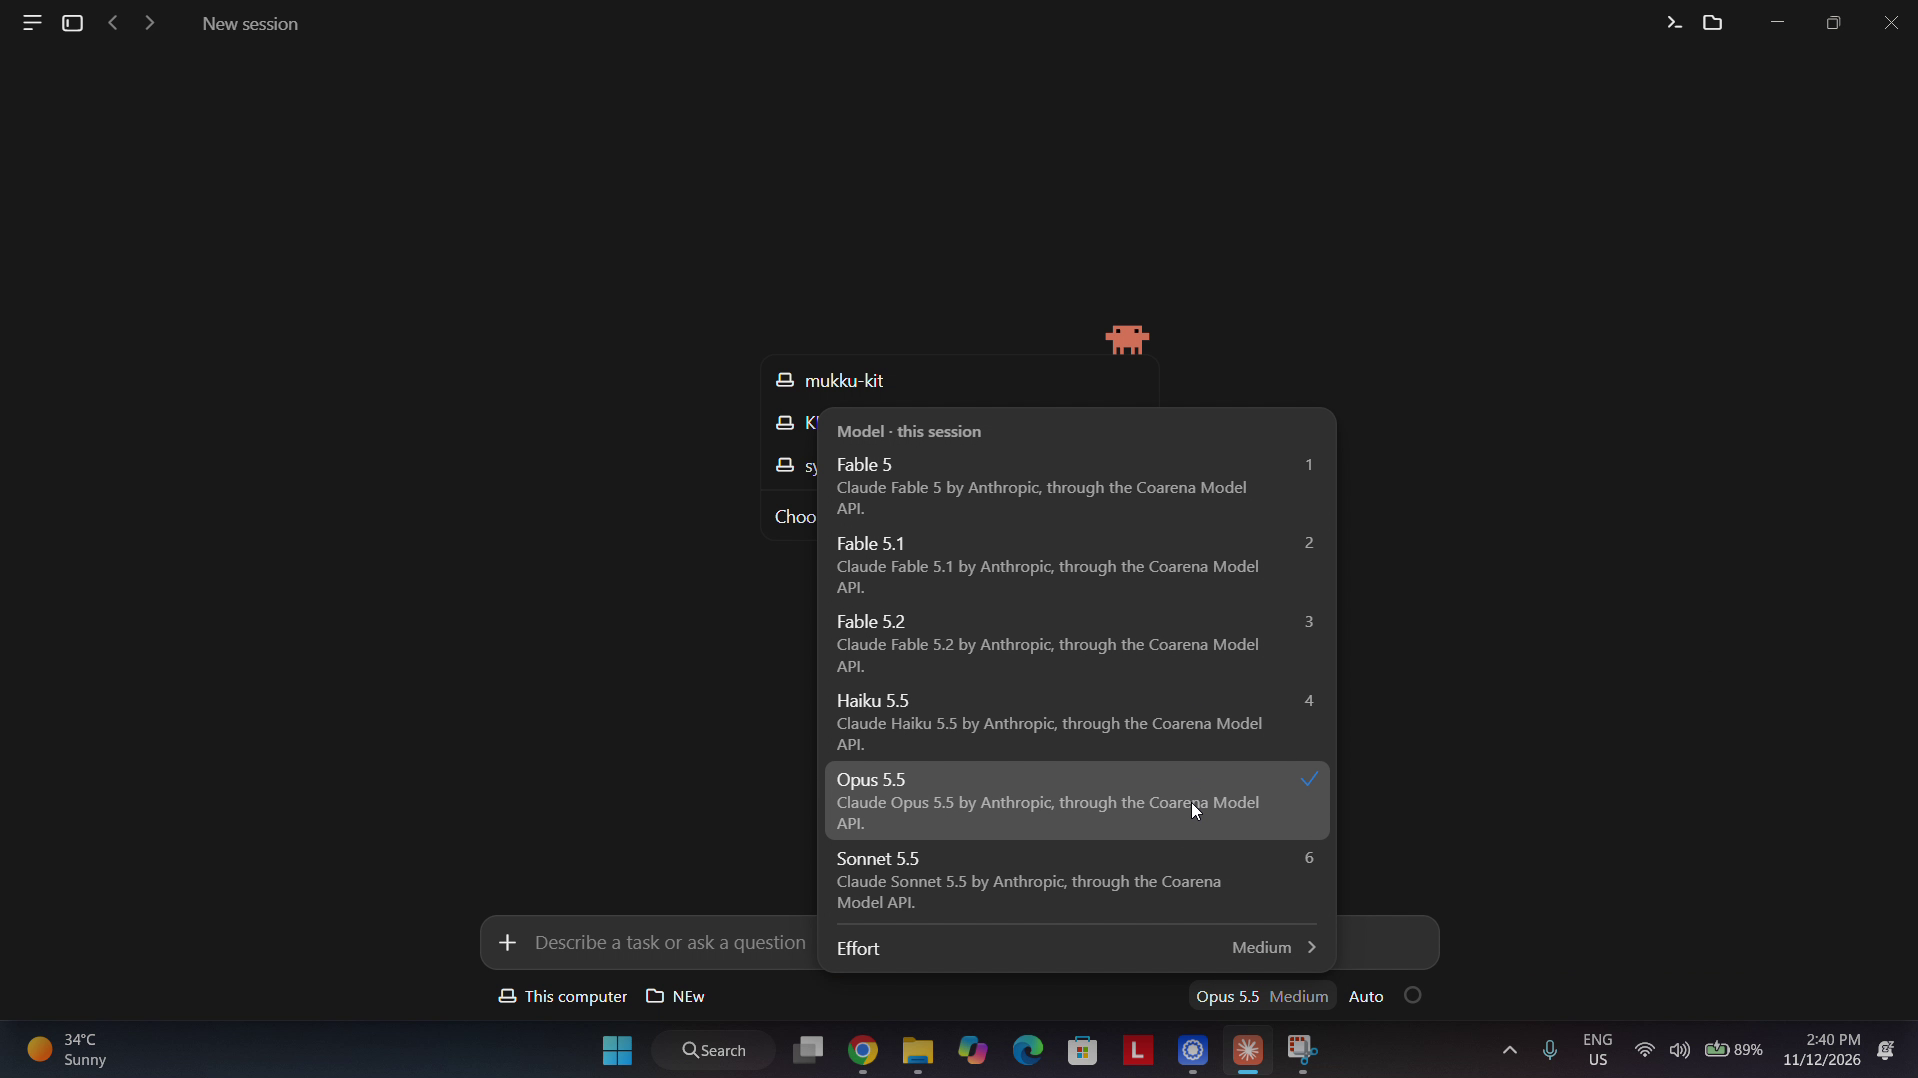 New session
mukku-kit
Model · this session
Fable 5 1
Claude Fable 5 by Anthropic, through the Coarena Model
API.
Fable 5.1 2
Claude Fable 5.1 by Anthropic, through the Coarena Model
API.
Fable 5.2 3
Claude Fable 5.2 by Anthropic, through the Coarena Model
API.
Haiku 5.5 4
Claude Haiku 5.5 by Anthropic, through the Coarena Model
API.
Opus 5.5
Claude Opus 5.5 by Anthropic, through the Coarena Model
API.
Sonnet 5.5 6
Claude Sonnet 5.5 by Anthropic, through the Coarena
Model API.
Effort Medium
Choo
sy
Describe a task or ask a question
This computer NEw
Opus 5.5 Medium Auto
34°C
Sunny
Search
L
ENG
US
89%
2:40 PM
11/12/2026